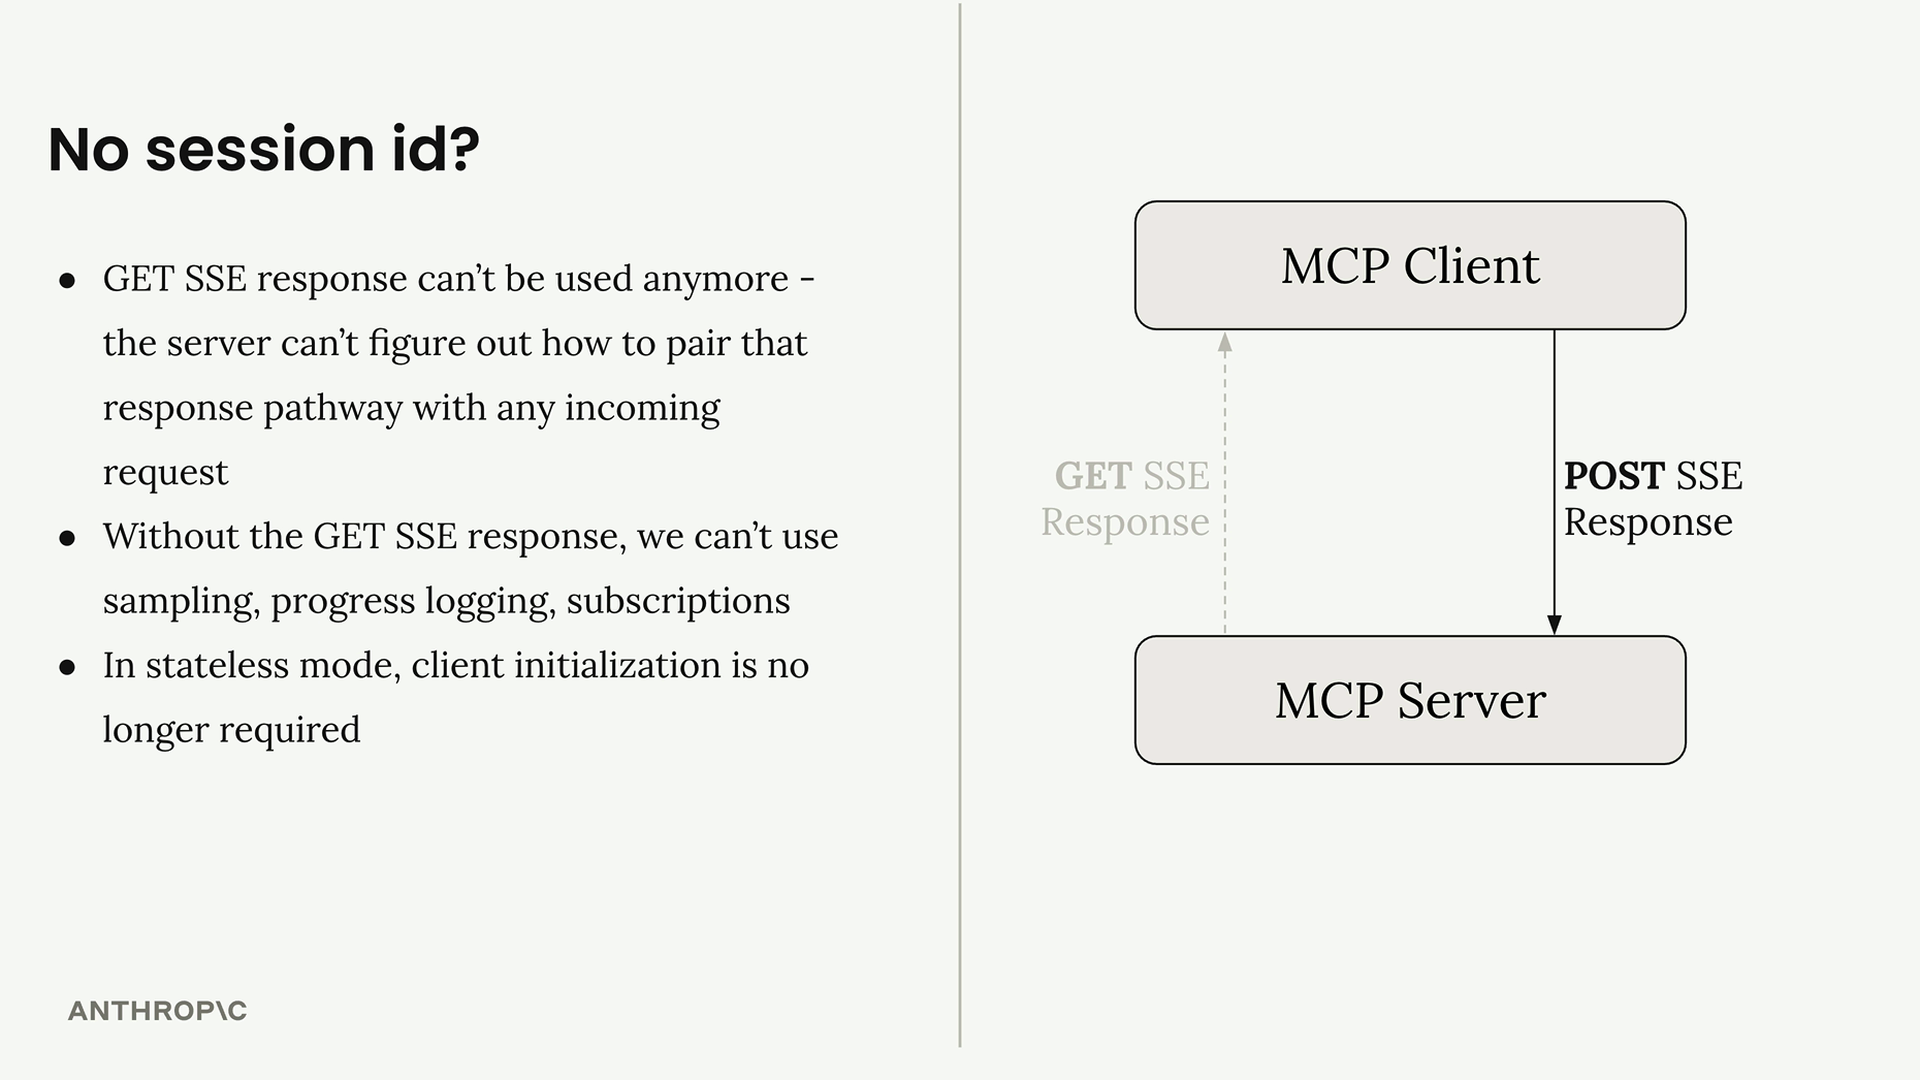 No session id?
● GET SSE response can’t be used anymore -
the server can’t figure out how to pair that
response pathway with any incoming
request
● Without the GET SSE response, we can’t use
sampling, progress logging, subscriptions
● In stateless mode, client initialization is no
longer required
ANTHROP\C
MCP Client
GET SSE
Response
POST SSE
Response
MCP Server